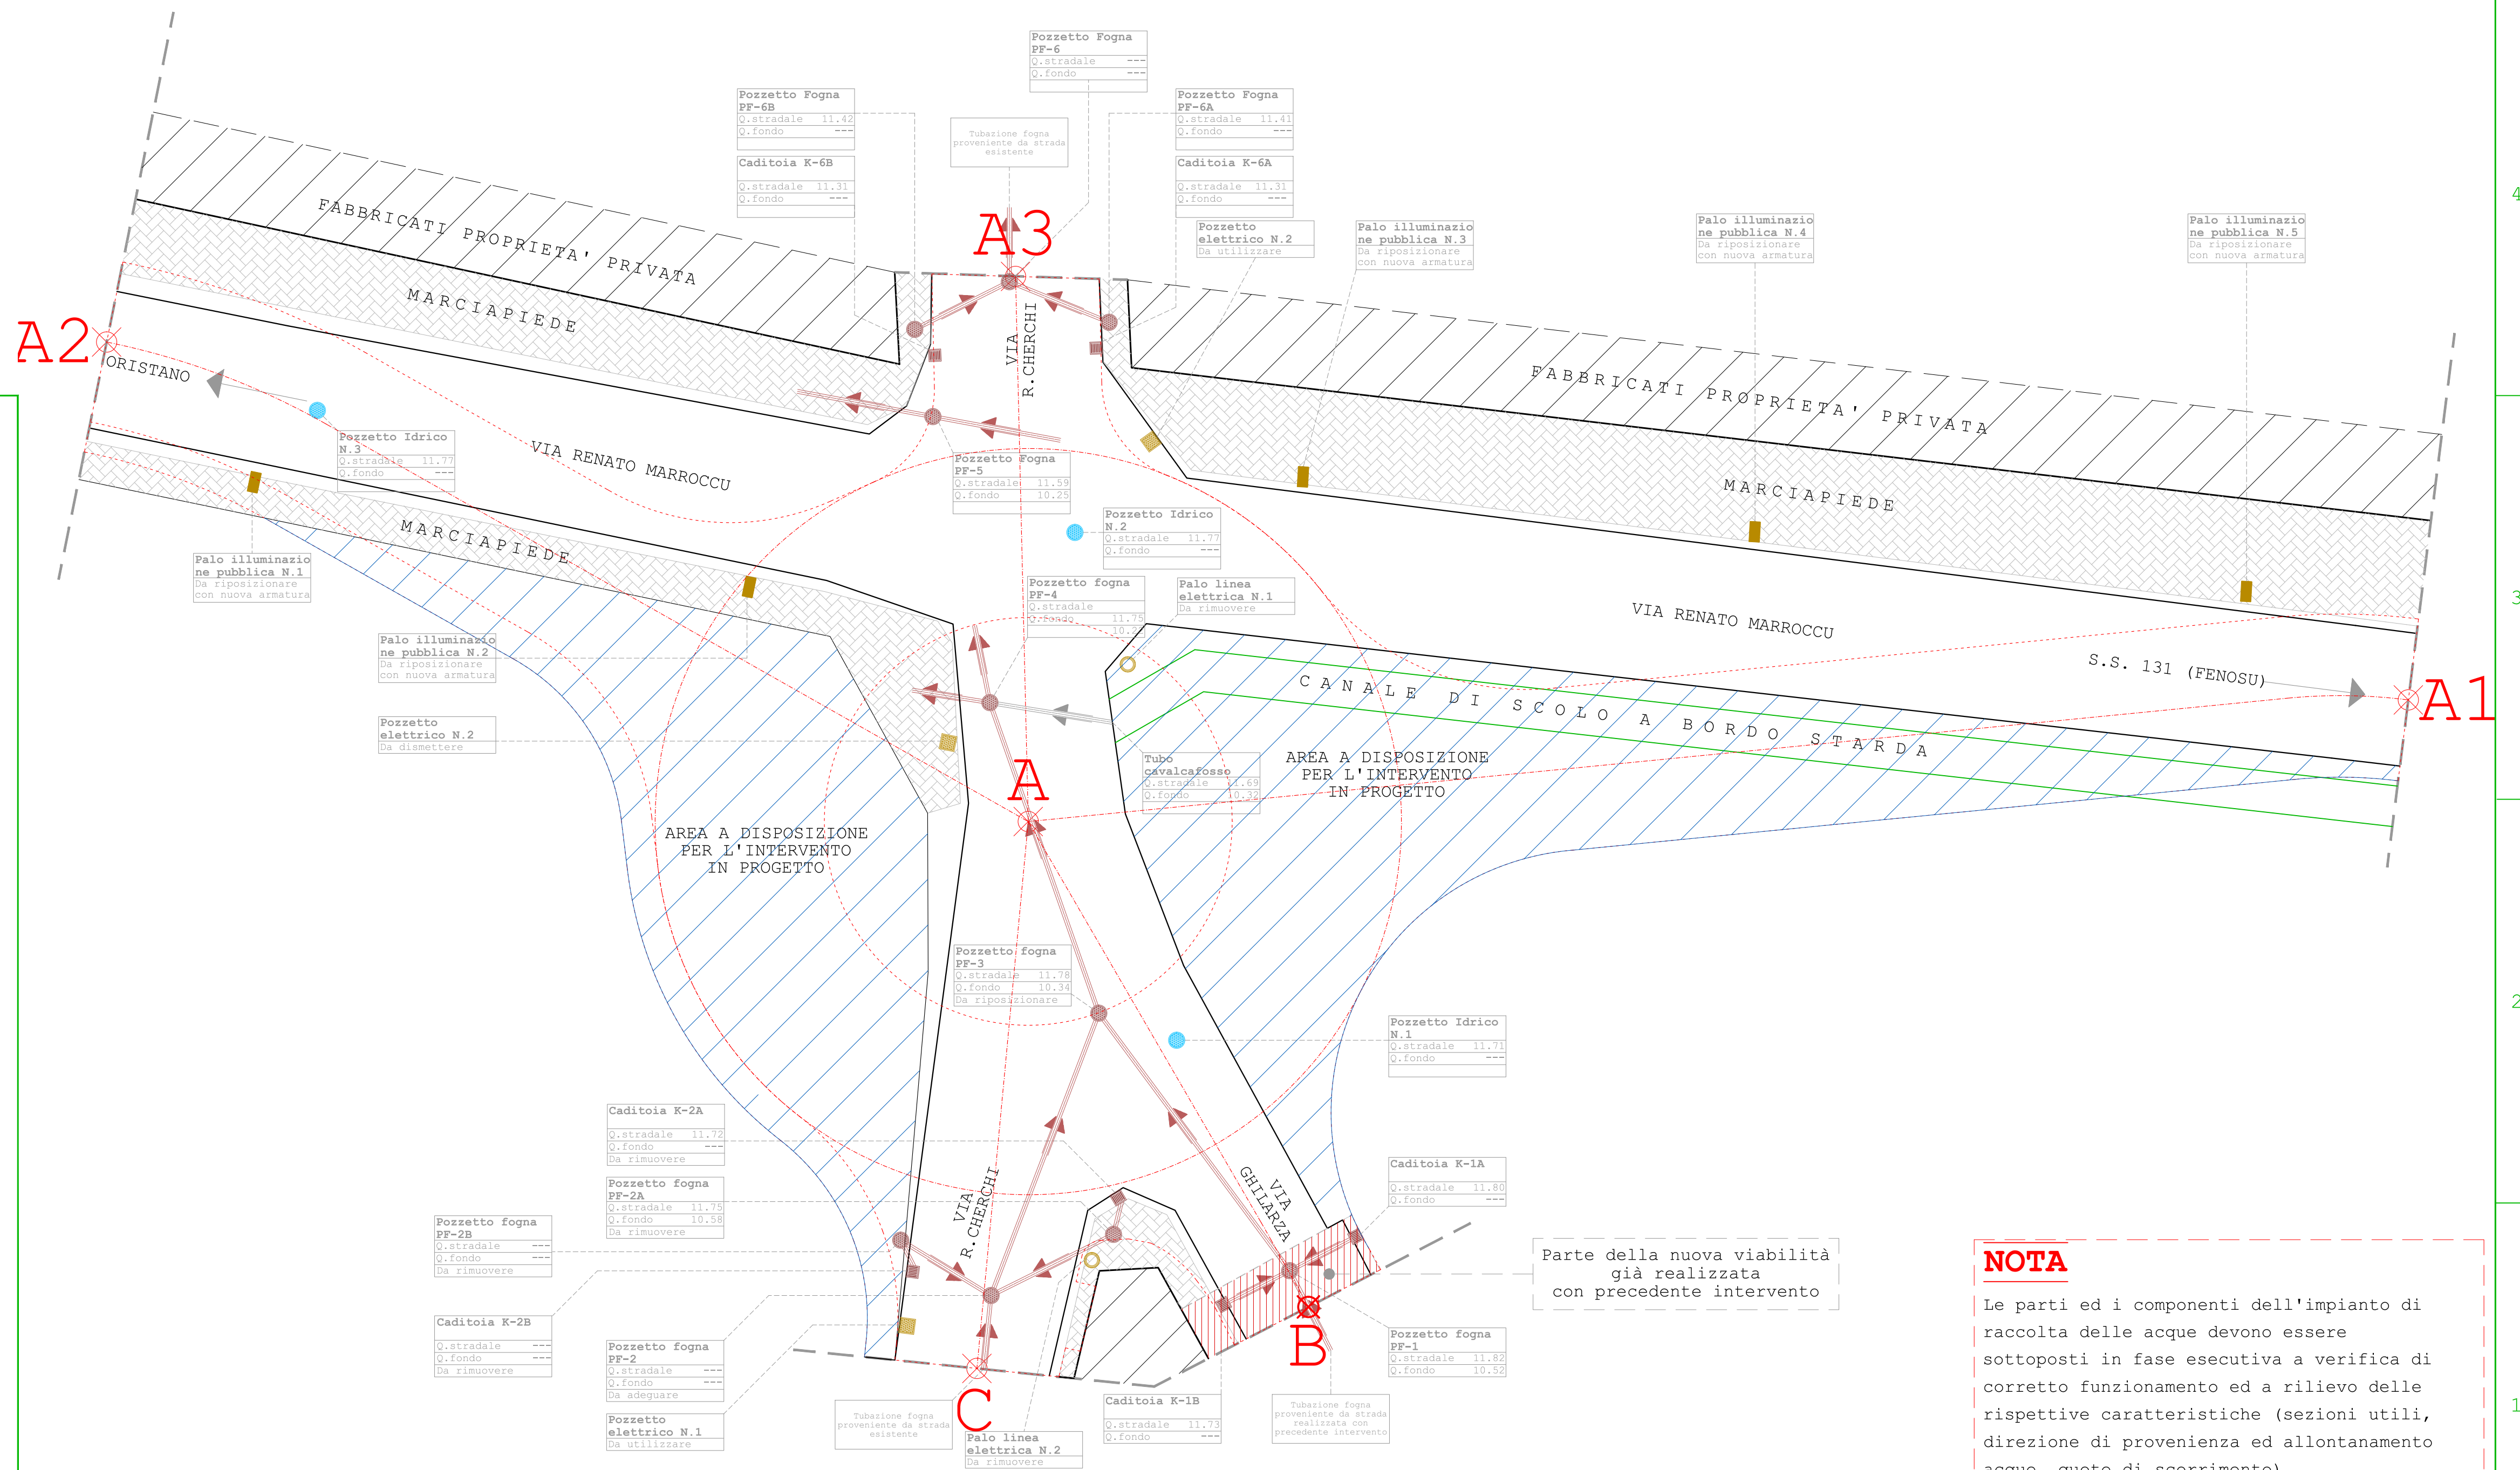 Pozzetto Fogna
PF-6
Q.stradale ---
Q.fondo ---
Pozzetto Fogna
PF-6B
Q.stradale 11.42
Q.fondo ---
Pozzetto Fogna
PF-6A
Q.stradale 11.41
Q.fondo ---
Tubazione fogna
proveniente da strada
esistente
Caditoia K-6B
Q.stradale 11.31
Q.fondo ---
Caditoia K-6A
Q.stradale 11.31
Q.fondo ---
4
A3
Pozzetto
elettrico N.2
Da utilizzare
Palo illuminazio
ne pubblica N.3
Da riposizionare
con nuova armatura
Palo illuminazio
ne pubblica N.4
Da riposizionare
con nuova armatura
Palo illuminazio
ne pubblica N.5
Da riposizionare
con nuova armatura
FABBRICATI PROPRIETA' PRIVATA
MARCIAPIEDE
VIA
R.CHERCHI
A2
ORISTANO
FABBRICATI PROPRIETA' PRIVATA
MARCIAPIEDE
Pozzetto Idrico
N.3
Q.stradale 11.77
Q.fondo ---
VIA RENATO MARROCCU
Pozzetto Fogna
PF-5
Q.stradale 11.59
Q.fondo 10.25
Pozzetto Idrico
N.2
Q.stradale 11.77
Q.fondo ---
MARCIAPIEDE
Palo illuminazio
ne pubblica N.1
Da riposizionare
con nuova armatura
Pozzetto fogna
PF-4
Q.stradale
Q.fondo 11.75
Palo linea
elettrica N.1
Da rimuovere
3
VIA RENATO MARROCCU
S.S. 131 (FENOSU)
A1
Palo illuminazio
ne pubblica N.2
Da riposizionare
con nuova armatura
CANALE DI SCOLO A BORDO STARDA
Pozzetto
elettrico N.2
Da dismettere
A
Tubo
cavalcafosso
Q.stradale 11.69
Q.fondo 10.32
AREA A DISPOSIZIONE
PER L'INTERVENTO
IN PROGETTO
AREA A DISPOSIZIONE
PER L'INTERVENTO
IN PROGETTO
Pozzetto fogna
PF-3
Q.stradale 11.78
Q.fondo 10.34
Da riposizionare
2
Pozzetto Idrico
N.1
Q.stradale 11.71
Q.fondo ---
Caditoia K-2A
Q.stradale 11.72
Q.fondo ---
Da rimuovere
Pozzetto fogna
PF-2A
Q.stradale 11.75
Q.fondo 10.58
Da rimuovere
VIA
R.CHERCHI
VIA
GHILARZA
Caditoia K-1A
Q.stradale 11.80
Q.fondo ---
Pozzetto fogna
PF-2B
Q.stradale ---
Q.fondo ---
Da rimuovere
Parte della nuova viabilità
già realizzata
con precedente intervento
Caditoia K-2B
Q.stradale ---
Q.fondo ---
Da rimuovere
Pozzetto fogna
PF-2
Q.stradale ---
Q.fondo ---
Da adeguare
B
Pozzetto fogna
PF-1
Q.stradale 11.82
Q.fondo 10.52
Pozzetto
elettrico N.1
Da utilizzare
Tubazione fogna
proveniente da strada
esistente
C
Palo linea
elettrica N.2
Da rimuovere
Caditoia K-1B
Q.stradale 11.73
Q.fondo ---
Tubazione fogna
proveniente da strada
realizzata con
precedente intervento
1
NOTA
Le parti ed i componenti dell'impianto di
raccolta delle acque devono essere
sottoposti in fase esecutiva a verifica di
corretto funzionamento ed a rilievo delle
rispettive caratteristiche (sezioni utili,
direzione di provenienza ed allontanamento
acque, quote di scorrimento)